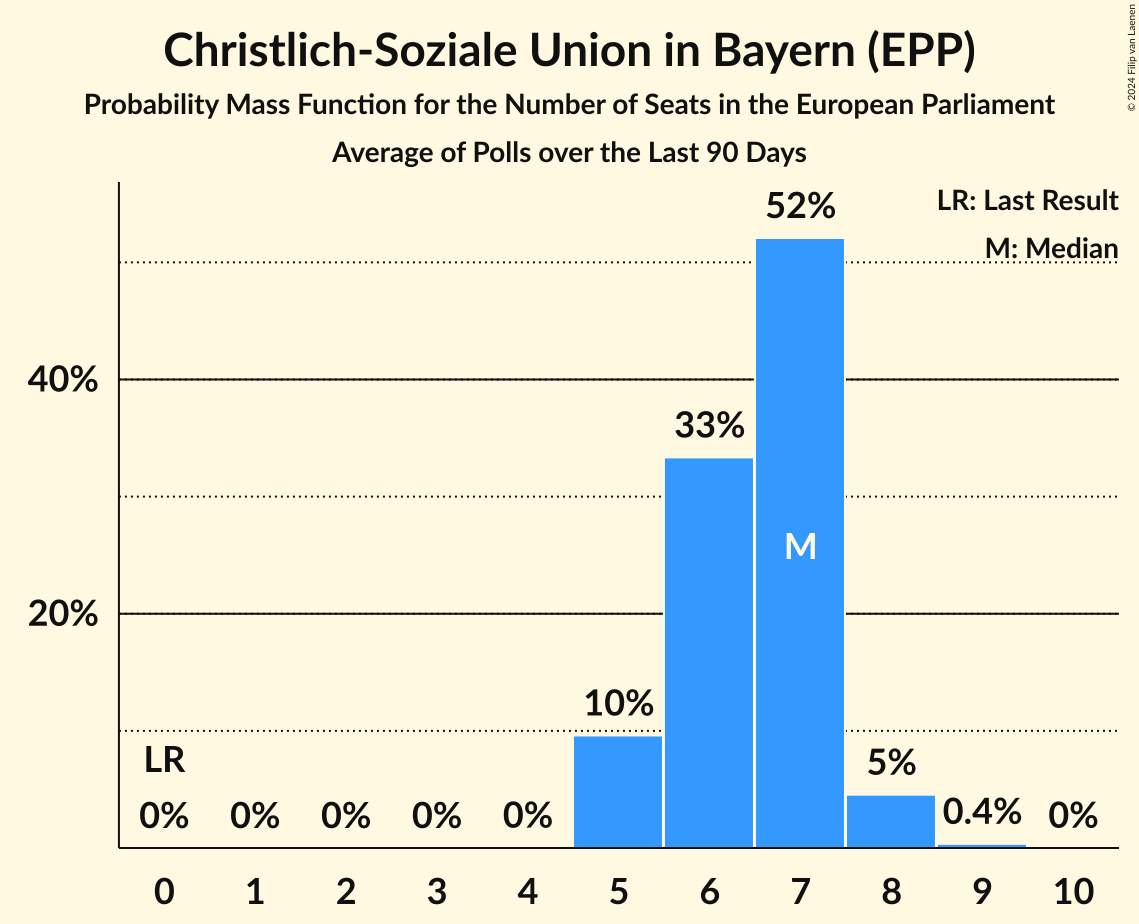 Christlich-Soziale Union in Bayern (EPP)
Probability Mass Function for the Number of Seats in the European Parliament
Average of Polls over the Last 90 Days
© 2024 Filip van Laenen
LR: Last Result
M: Median
52%
40%
33%
M
20%
10%
LR
5%
0% 0% 0% 0% 0% 0.4% 0%
0 1 2 3 4 5 6 7 8 9 10